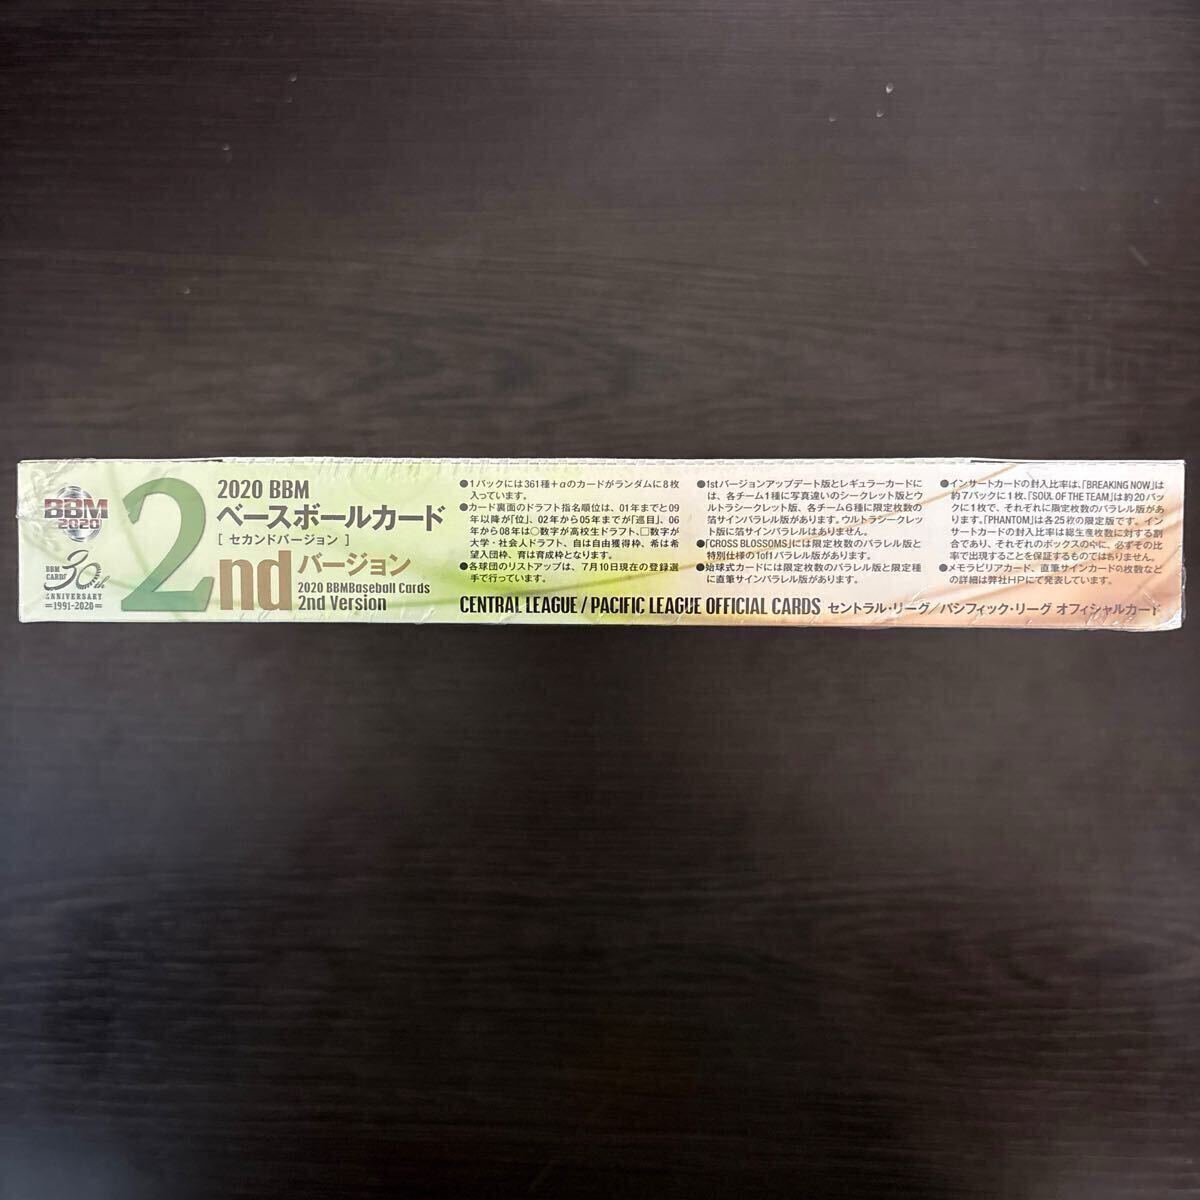 BBM
2020
BBM
CARDS
30th
ANNIVERSARY
1991-2020
2nd
2020 BBM
ベースボールカード
[ セカンドバージョン ]
バージョン
2020 BBMBaseball Cards
2nd Version
●1パックには361種+αのカードがランダムに8枚
入っています。
●カード裏面のドラフト指名順位は、01年までと09
年以降が「位」、02年から05年までが「巡目」、06
年から08年は○数字が高校生ドラフト、□数字が
大学・社会人ドラフト、自は自由獲得枠、希は希
望入団枠、育は育成枠となります。
●各球団のリストアップは、7月10日現在の登録選
手で行っています。
●1stバージョンアップデート版とレギュラーカードに
は、各チーム1種に写真違いのシークレット版とウ
ルトラシークレット版、各チーム6種に限定枚数の
箔サインパラレル版があります。ウルトラシークレッ
ト版に箔サインパラレルはありません。
●「CROSS BLOSSOMS」には限定枚数のパラレル版と
特別仕様の1of1パラレル版があります。
●始球式カードには限定枚数のパラレル版と限定種
に直筆サインパラレル版があります。
●インサートカードの封入比率は、「BREAKING NOW」は
約7パックに1枚、「SOUL OF THE TEAM」は約20パッ
クに1枚で、それぞれに限定枚数のパラレル版があ
ります。「PHANTOM」は各25枚の限定版です。イン
サートカードの封入比率は総生産枚数に対する割
合であり、それぞれのボックスの中に、必ずその比
率で出現することを保証するものではありません。
●メモラビリアカード、直筆サインカードの枚数など
の詳細は弊社HPにて発表しています。
CENTRAL LEAGUE / PACIFIC LEAGUE OFFICIAL CARDS セントラル・リーグ/パシフィック・リーグ オフィシャルカード